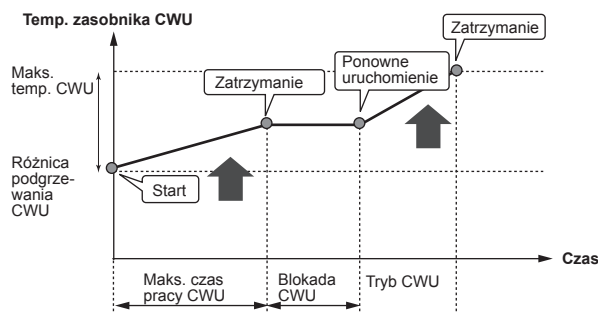 Temp. zasobnika CWU
Zatrzymanie
Ponowne
uruchomienie
Maks.
temp. CWU
Zatrzymanie
Różnica
podgrze-
wania
CWU
Start
Czas
Maks. czas
pracy CWU
Blokada
CWU
Tryb CWU